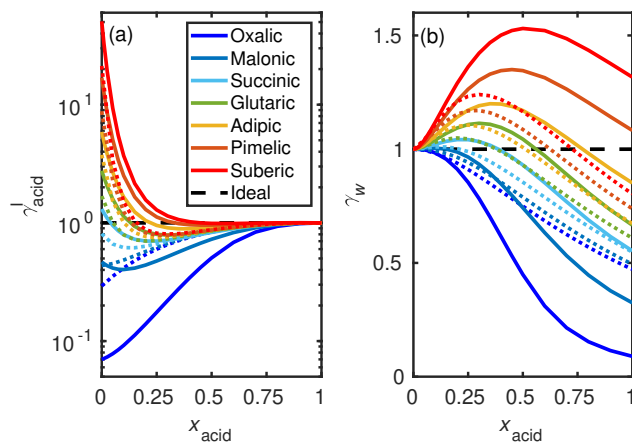 (a)
Oxalic
Malonic
Succinic
Glutaric
Adipic
Pimelic
Suberic
Ideal
10^1
10^0
10^-1
γ^I_acid
0 0.25 0.5 0.75 1
x_acid
(b)
1.5
1
0.5
0
γ_w
0 0.25 0.5 0.75 1
x_acid